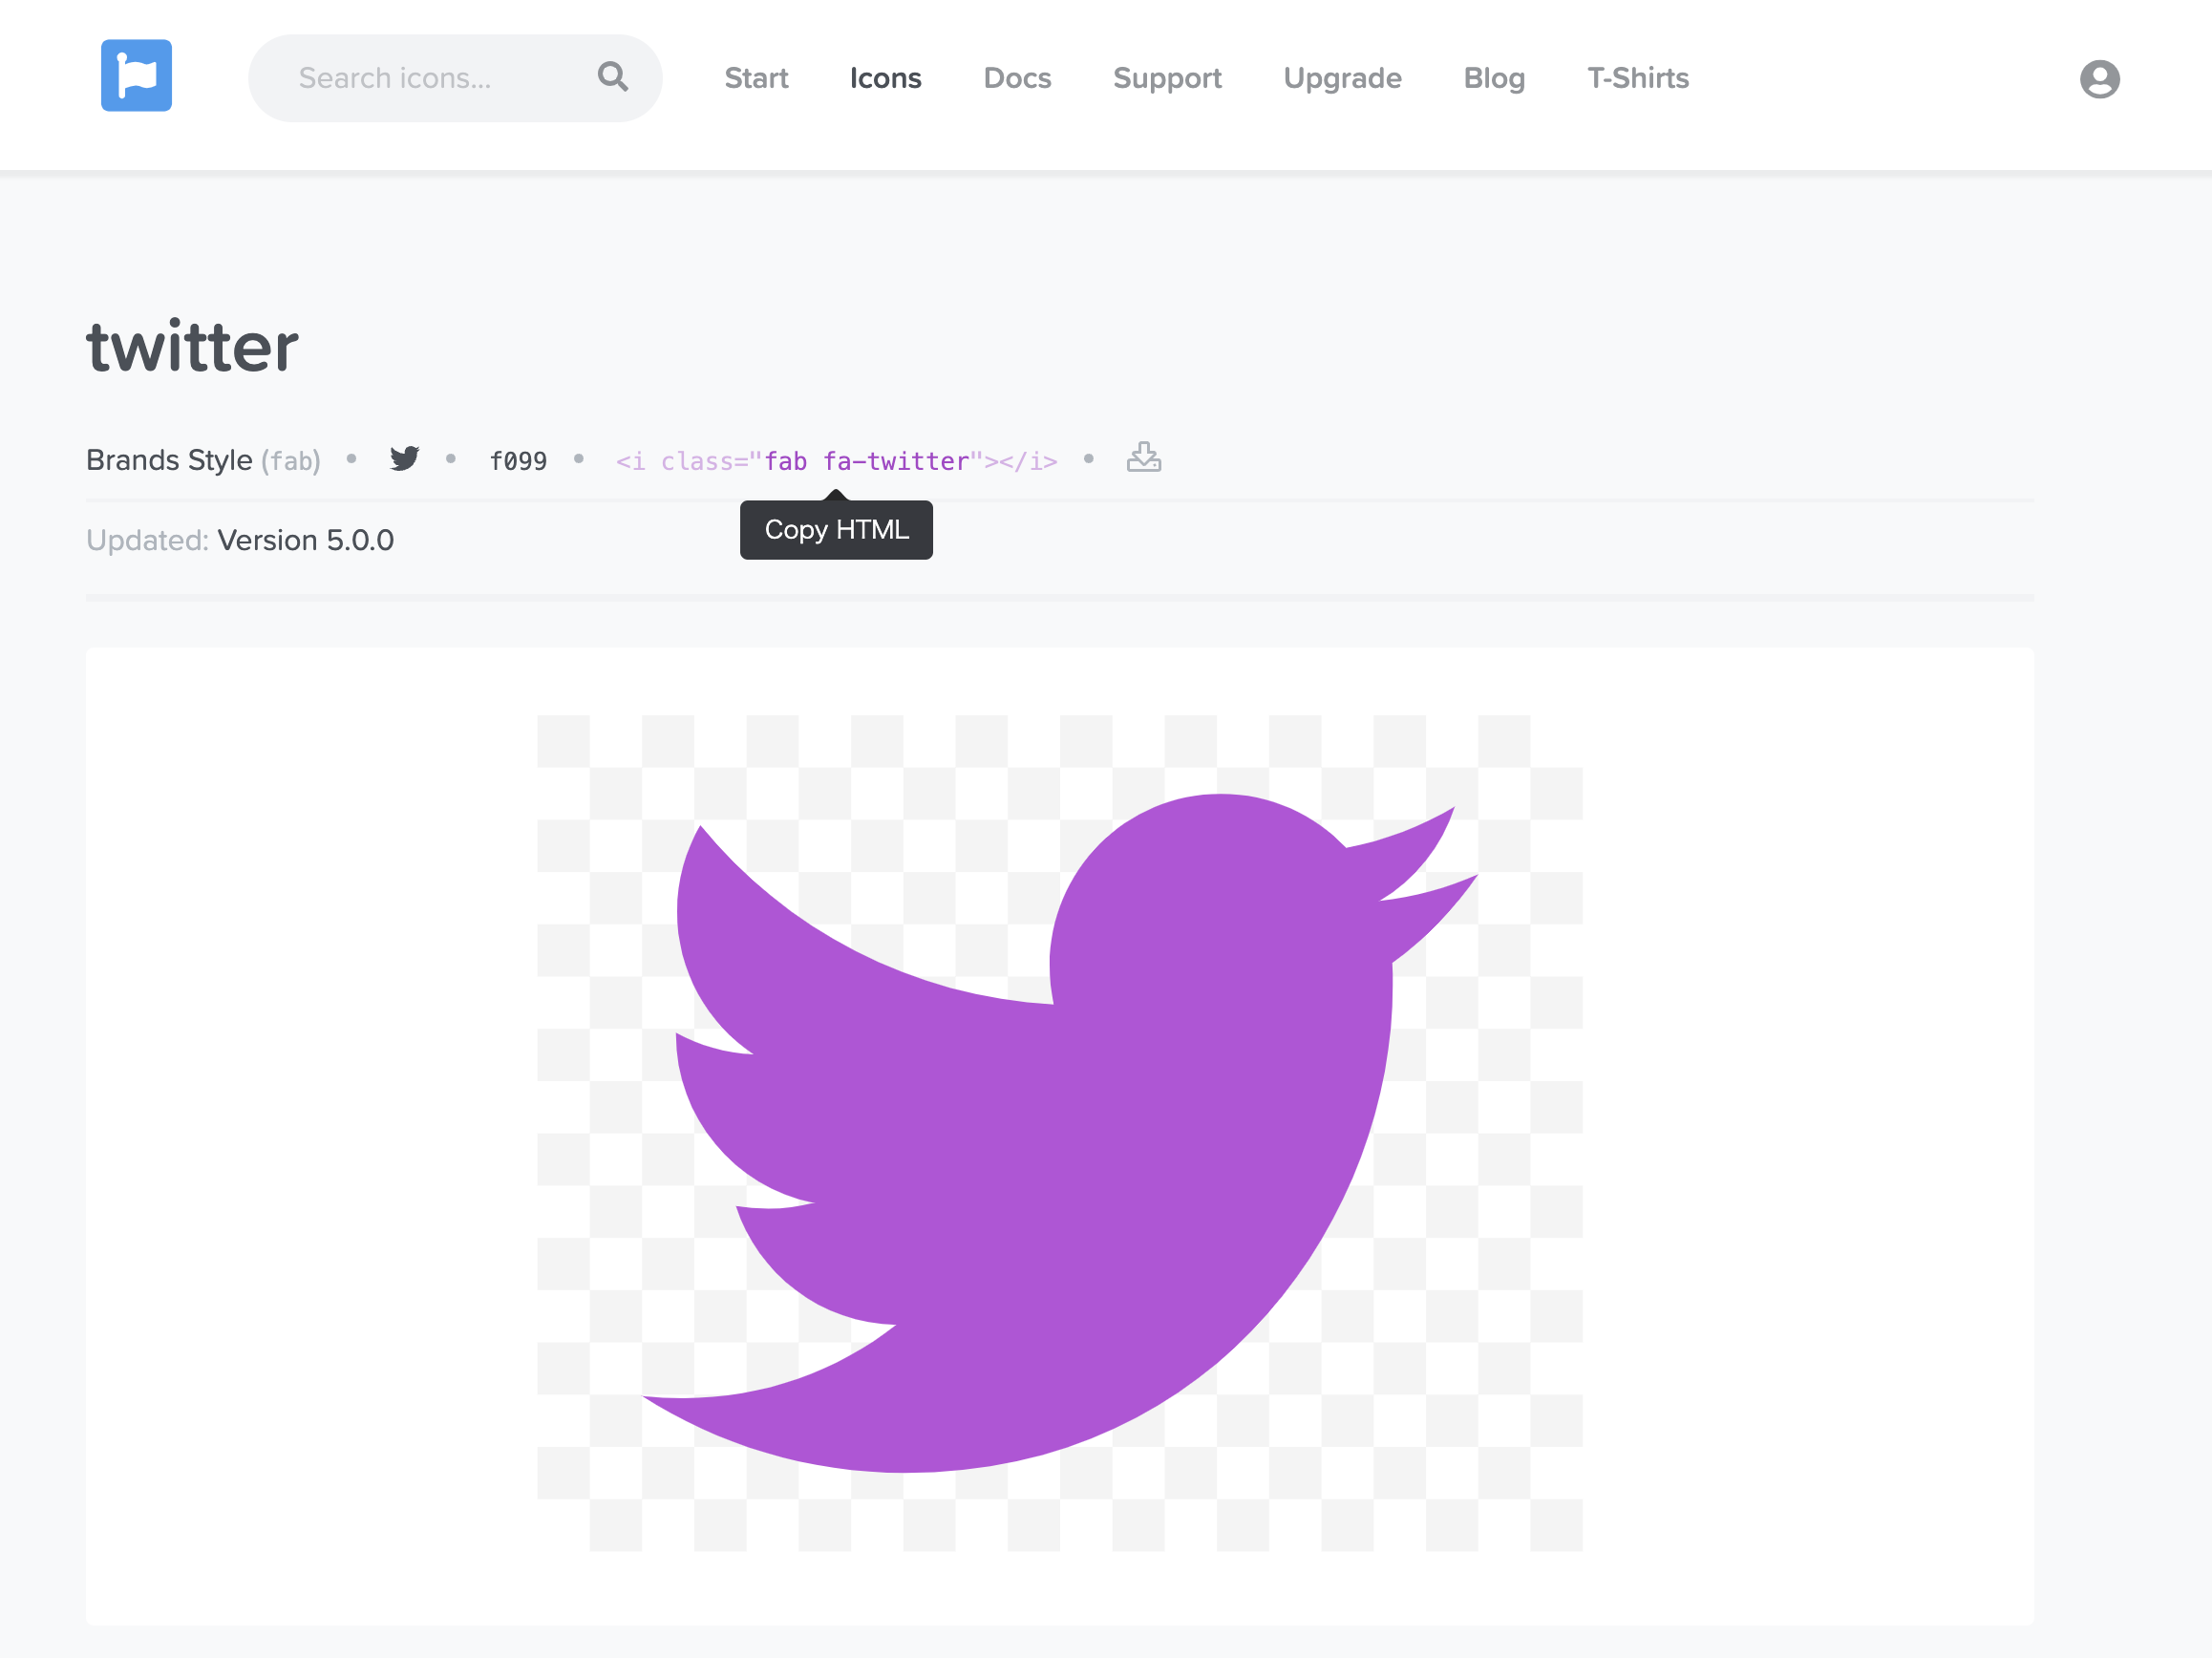 Search icons... Start Icons Docs Support Upgrade Blog T-Shirts
twitter
Brands Style (fab) • • f099 • <i class="fab fa-twitter"></i> •
Copy HTML
Updated: Version 5.0.0